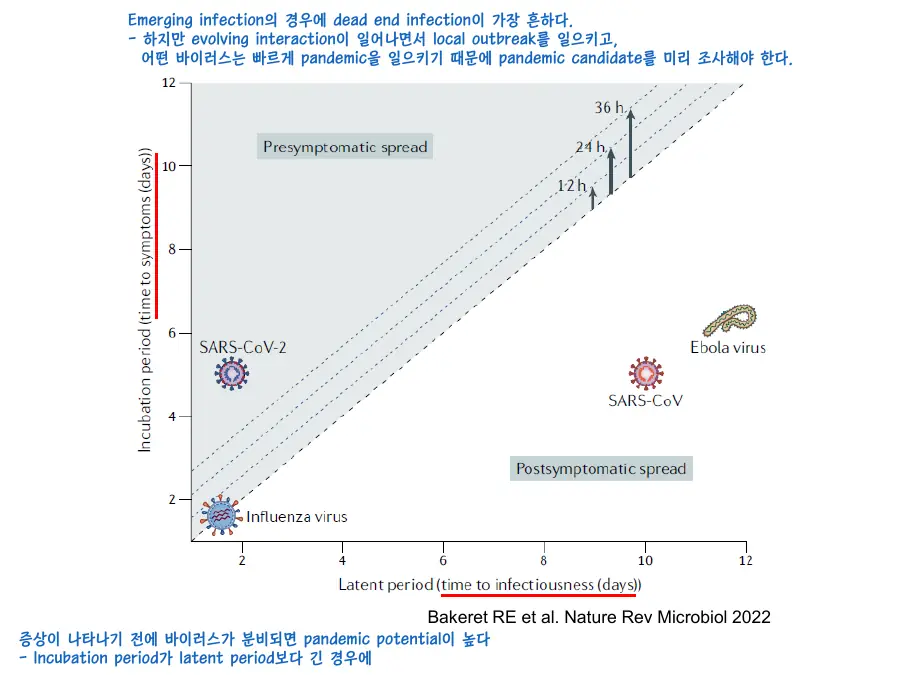 Emerging infection의 경우에 dead end infection이 가장 흔하다.
- 하지만 evolving interaction이 일어나면서 local outbreak를 일으키고,
어떤 바이러스는 빠르게 pandemic을 일으키기 때문에 pandemic candidate를 미리 조사해야 한다.
12
36 h
Presymptomatic spread
24 h
10
12 h
8
Incubation period (time to symptoms (days))
6
SARS-CoV-2
Ebola virus
SARS-CoV
4
Postsymptomatic spread
2
Influenza virus
2 4 6 8 10 12
Latent period (time to infectiousness (days))
Bakeret RE et al. Nature Rev Microbiol 2022
증상이 나타나기 전에 바이러스가 분비되면 pandemic potential이 높다
- Incubation period가 latent period보다 긴 경우에